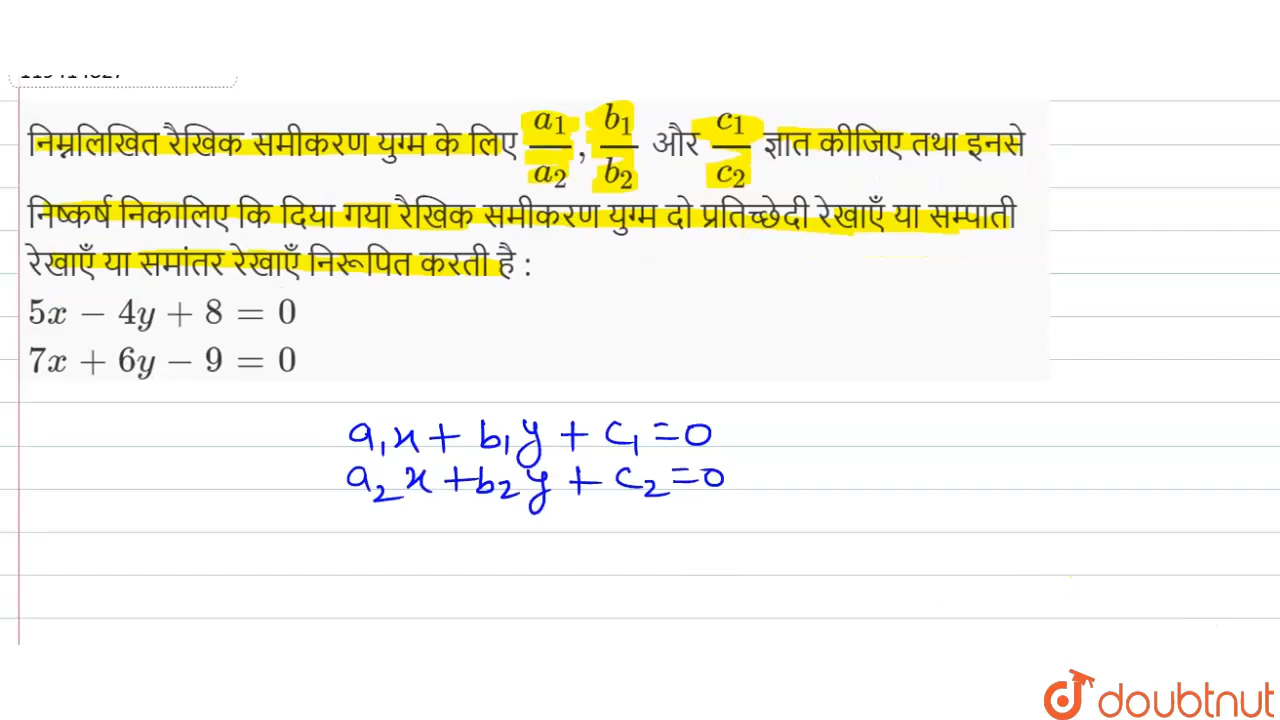 निम्नलिखित रैखिक समीकरण युग्म के लिए a1/a2, b1/b2 और c1/c2 ज्ञात कीजिए तथा इनसे
निष्कर्ष निकालिए कि दिया गया रैखिक समीकरण युग्म दो प्रतिच्छेदी रेखाएँ या सम्पाती
रेखाएँ या समांतर रेखाएँ निरूपित करती है :
5x − 4y + 8 = 0
7x + 6y − 9 = 0
a₁x + b₁y + c₁ = 0
a₂x + b₂y + c₂ = 0
doubtnut